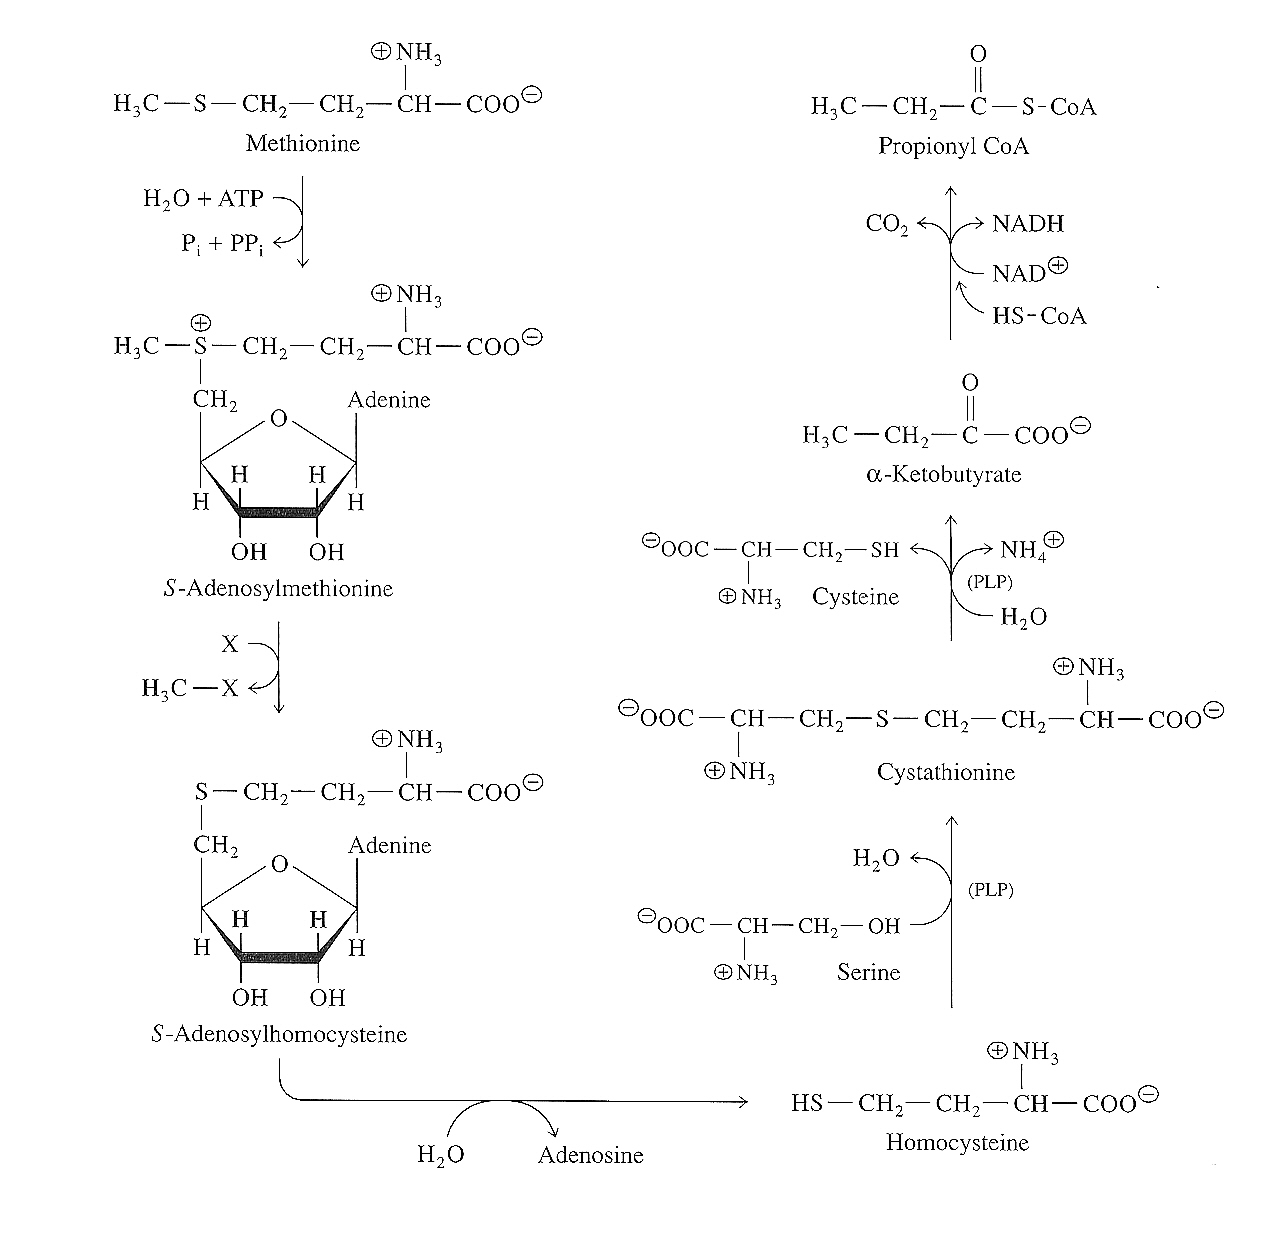 ⊕NH₃
H₃C—S—CH₂—CH₂—CH—COO⊖
Methionine
H₂O + ATP
Pᵢ + PPᵢ
⊕NH₃
⊕
H₃C—S—CH₂—CH₂—CH—COO⊖
CH₂ Adenine
O
H H
H H
OH OH
S-Adenosylmethionine
X
H₃C—X
⊕NH₃
S—CH₂—CH₂—CH—COO⊖
CH₂ Adenine
O
H H
H H
OH OH
S-Adenosylhomocysteine
H₂O Adenosine
⊕NH₃
HS—CH₂—CH₂—CH—COO⊖
Homocysteine
H₂O
(PLP)
⊖OOC—CH—CH₂—OH
⊕NH₃ Serine
⊕NH₃
⊖OOC—CH—CH₂—S—CH₂—CH₂—CH—COO⊖
⊕NH₃
Cystathionine
⊖OOC—CH—CH₂—SH
NH₄⊕
(PLP)
⊕NH₃ Cysteine
H₂O
O
H₃C—CH₂—C—COO⊖
α-Ketobutyrate
CO₂ NADH
NAD⊕
HS-CoA
O
H₃C—CH₂—C—S-CoA
Propionyl CoA